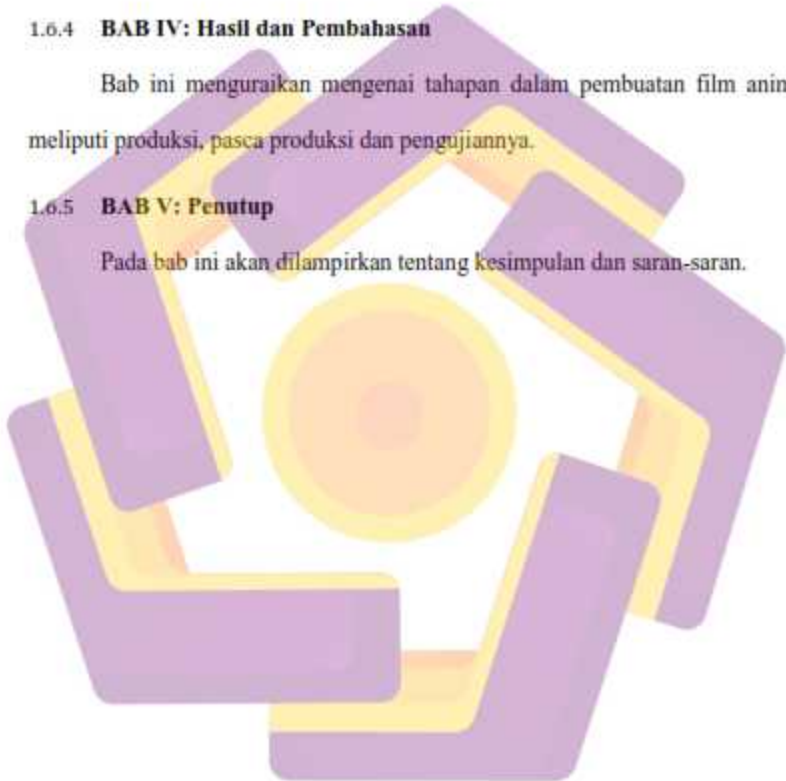 1.6.4 BAB IV: Hasil dan Pembahasan
Bab ini menguraikan mengenai tahapan dalam pembuatan film
meliputi produksi, pasca produksi dan pengujiannya.
1.6.5 BAB V: Penutup
Pada bab ini akan dilampirkan tentang kesimpulan dan saran-saran.